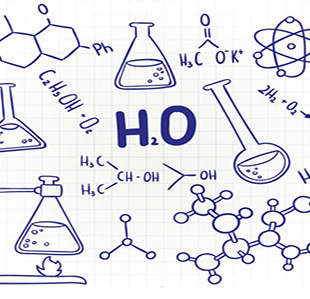 O
Ph
O
H₃C O⁻K⁺
C₂H₅OH + O₂
2H₂ + O₂ →
H₂O
H₃C
CH - OH
H₃C
OH
H